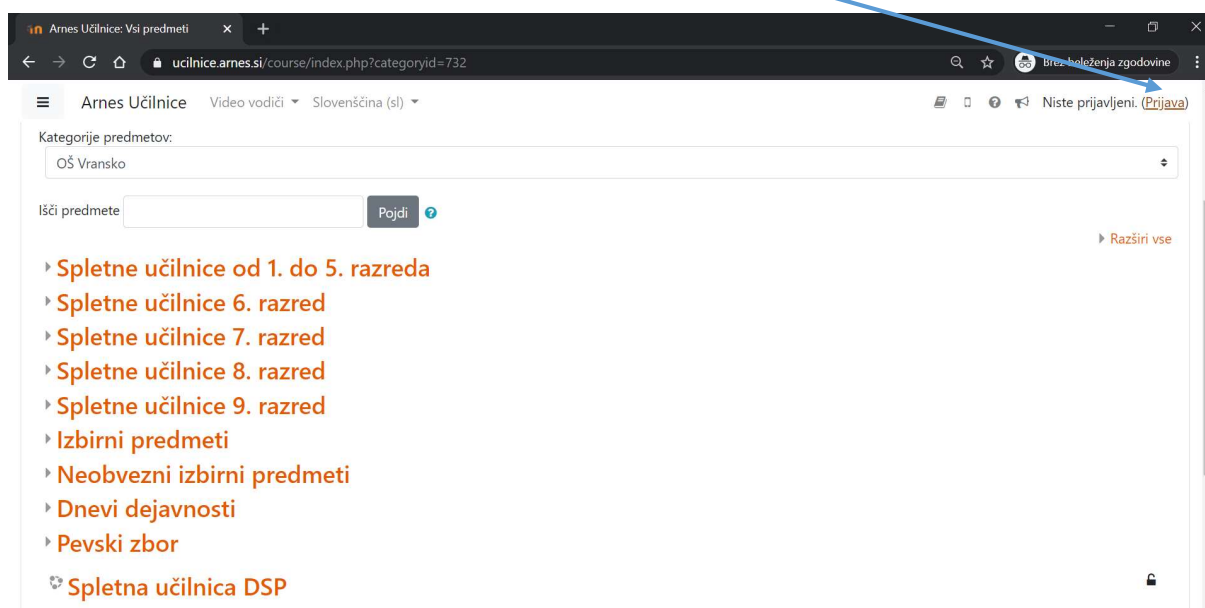 Arnes Učilnice: Vsi predmeti
ucilnice.arnes.si/course/index.php?categoryid=732
Brez beleženja zgodovine
Arnes Učilnice Video vodiči Slovenščina (sl) Niste prijavljeni. (Prijava)
Kategorije predmetov:
OŠ Vransko
Išči predmete Pojdi
Razširi vse
Spletne učilnice od 1. do 5. razreda
Spletne učilnice 6. razred
Spletne učilnice 7. razred
Spletne učilnice 8. razred
Spletne učilnice 9. razred
Izbirni predmeti
Neobvezni izbirni predmeti
Dnevi dejavnosti
Pevski zbor
Spletna učilnica DSP